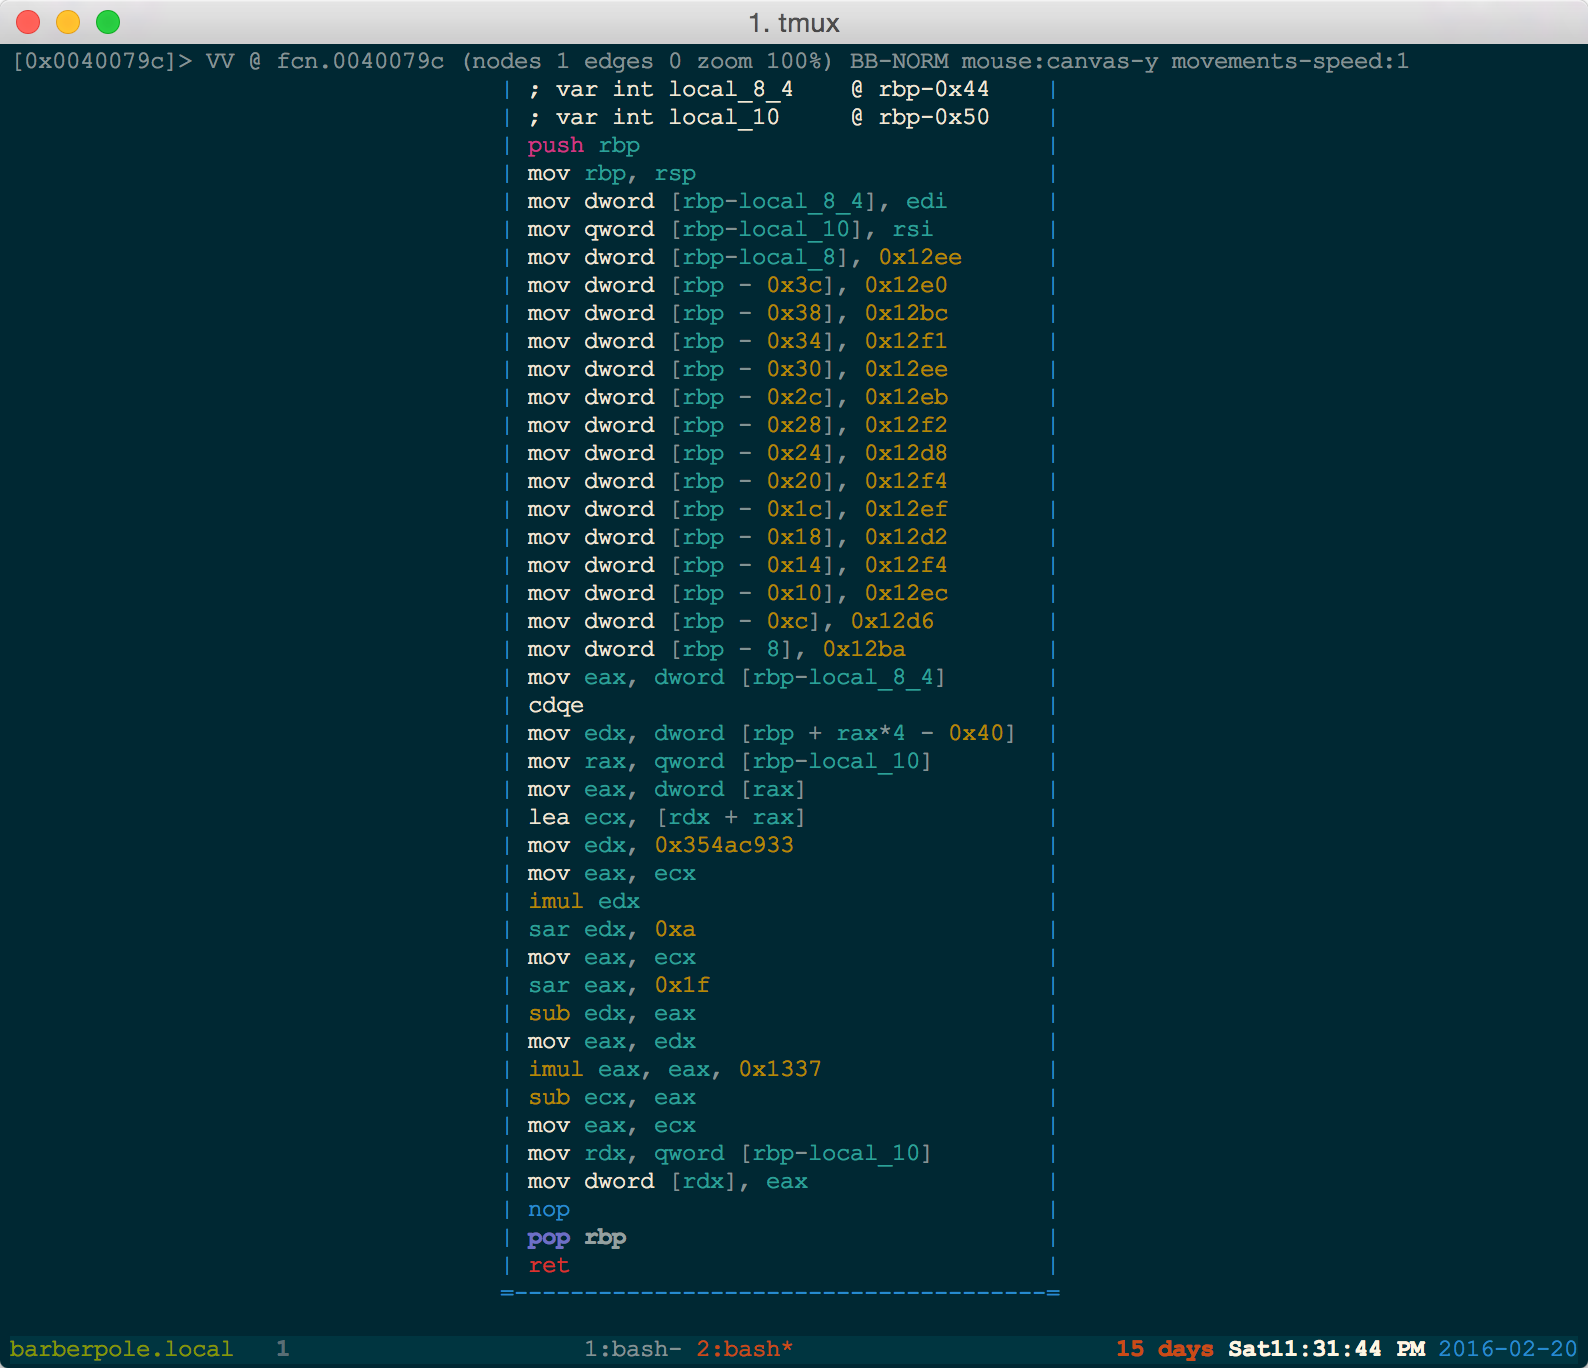 1. tmux
[0x0040079c]> VV @ fcn.0040079c (nodes 1 edges 0 zoom 100%) BB-NORM mouse:canvas-y movements-speed:1
| ; var int local_8_4    @ rbp-0x44 |
| ; var int local_10     @ rbp-0x50 |
| push rbp |
| mov rbp, rsp |
| mov dword [rbp-local_8_4], edi |
| mov qword [rbp-local_10], rsi |
| mov dword [rbp-local_8], 0x12ee |
| mov dword [rbp - 0x3c], 0x12e0 |
| mov dword [rbp - 0x38], 0x12bc |
| mov dword [rbp - 0x34], 0x12f1 |
| mov dword [rbp - 0x30], 0x12ee |
| mov dword [rbp - 0x2c], 0x12eb |
| mov dword [rbp - 0x28], 0x12f2 |
| mov dword [rbp - 0x24], 0x12d8 |
| mov dword [rbp - 0x20], 0x12f4 |
| mov dword [rbp - 0x1c], 0x12ef |
| mov dword [rbp - 0x18], 0x12d2 |
| mov dword [rbp - 0x14], 0x12f4 |
| mov dword [rbp - 0x10], 0x12ec |
| mov dword [rbp - 0xc], 0x12d6 |
| mov dword [rbp - 8], 0x12ba |
| mov eax, dword [rbp-local_8_4] |
| cdqe |
| mov edx, dword [rbp + rax*4 - 0x40] |
| mov rax, qword [rbp-local_10] |
| mov eax, dword [rax] |
| lea ecx, [rdx + rax] |
| mov edx, 0x354ac933 |
| mov eax, ecx |
| imul edx |
| sar edx, 0xa |
| mov eax, ecx |
| sar eax, 0x1f |
| sub edx, eax |
| mov eax, edx |
| imul eax, eax, 0x1337 |
| sub ecx, eax |
| mov eax, ecx |
| mov rdx, qword [rbp-local_10] |
| mov dword [rdx], eax |
| nop |
| pop rbp |
| ret |
=--------------------------------------=
barberpole.local 1 1:bash- 2:bash* 15 days Sat11:31:44 PM 2016-02-20